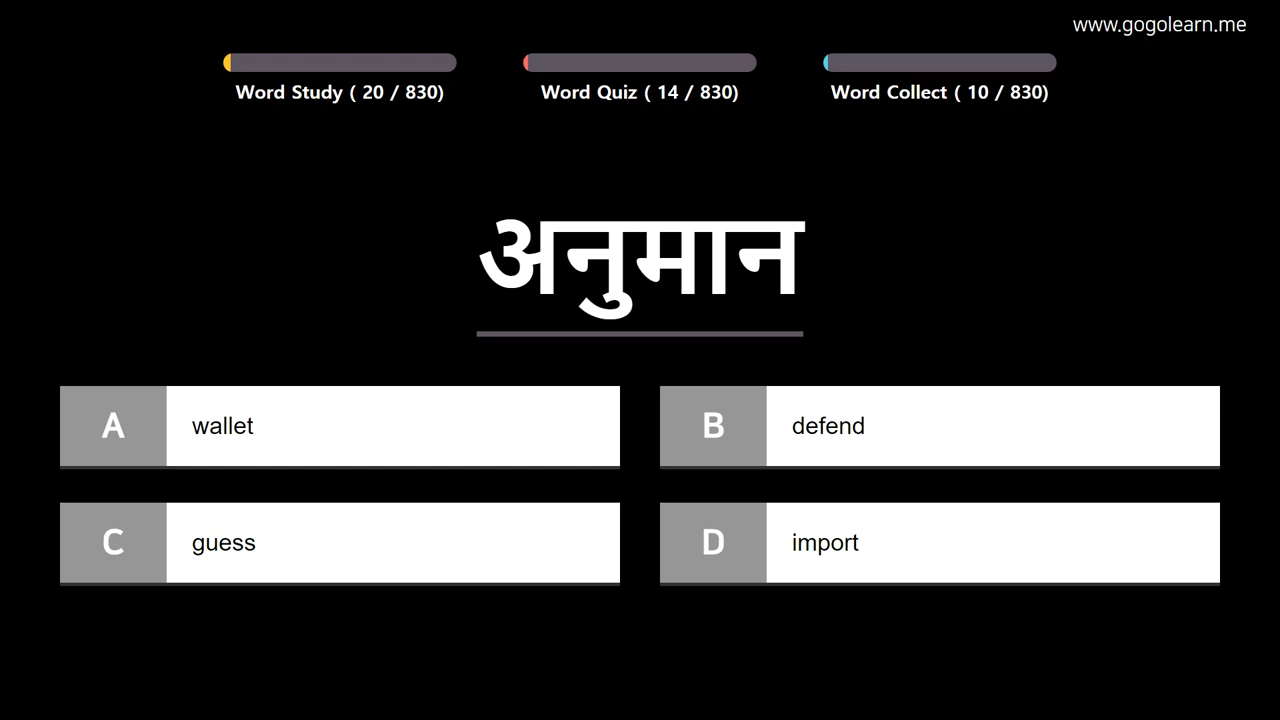 www.gogolearn.me
Word Study ( 20 / 830)
Word Quiz ( 14 / 830)
Word Collect ( 10 / 830)
अनुमान
A wallet
B defend
C guess
D import